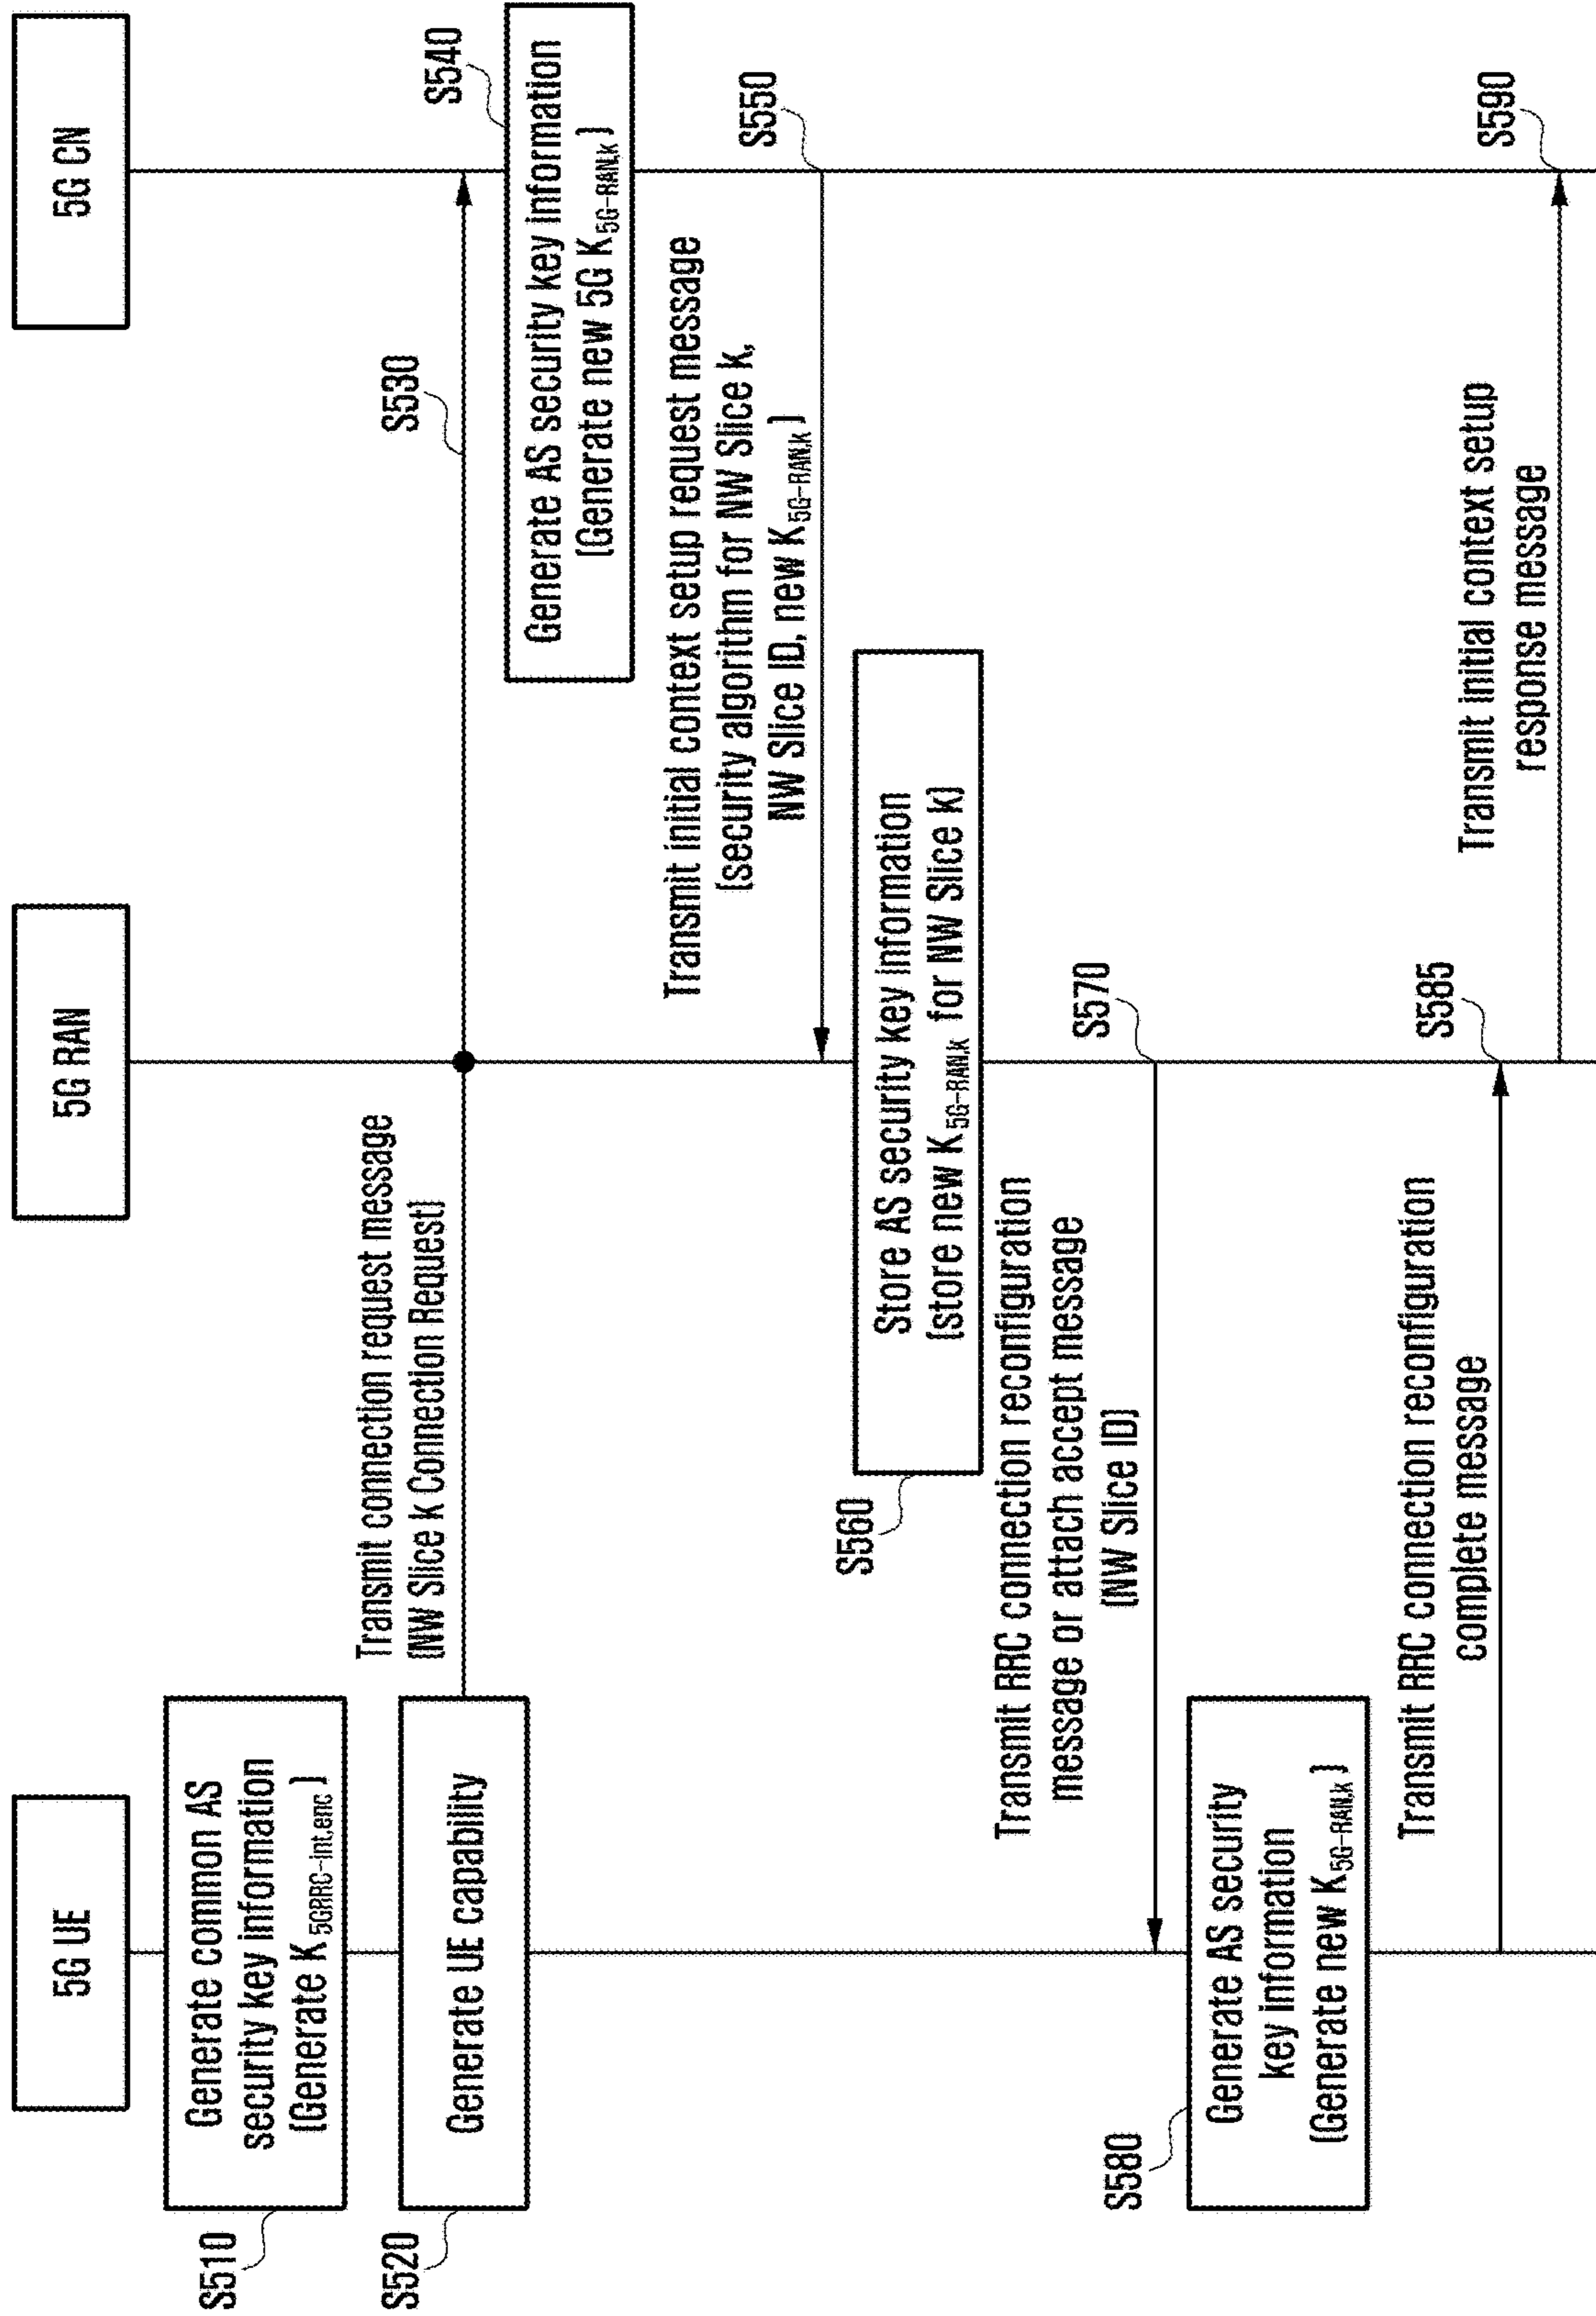 5G UE
5G RAN
5G CN
S510
Generate common AS
security key information
(Generate K5GRRC-int,enc)
S520
Generate UE capability
Transmit connection request message
(NW Slice k Connection Request)
S530
S540
Generate AS security key information
(Generate new 5G K5G-RAN,k)
Transmit initial context setup request message
(security algorithm for NW Slice k,
NW Slice ID, new K5G-RAN,k)
S550
S560
Store AS security key information
(store new K5G-RAN,k for NW Slice k)
Transmit RRC connection reconfiguration
message or attach accept message
(NW Slice ID)
S570
S580
Generate AS security
key information
(Generate new K5G-RAN,k)
Transmit RRC connection reconfiguration
complete message
S585
Transmit initial context setup
response message
S590